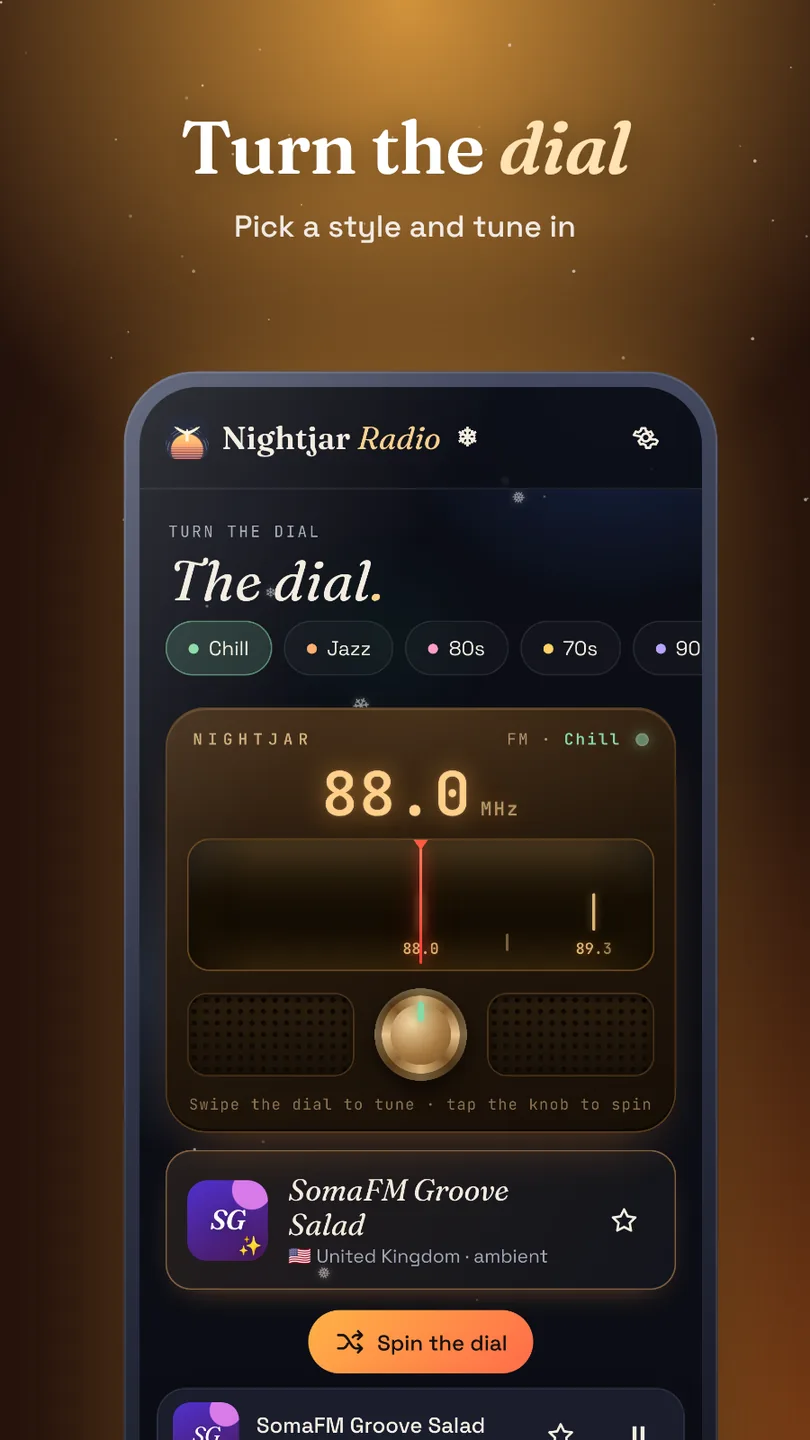 Turn the dial
Pick a style and tune in
Nightjar Radio
TURN THE DIAL
The dial.
Chill
Jazz
80s
70s
90
NIGHTJAR
FM · Chill
88.0 MHz
88.0
89.3
Swipe the dial to tune · tap the knob to spin
SG
SomaFM Groove
Salad
United Kingdom · ambient
Spin the dial
SG
SomaFM Groove Salad